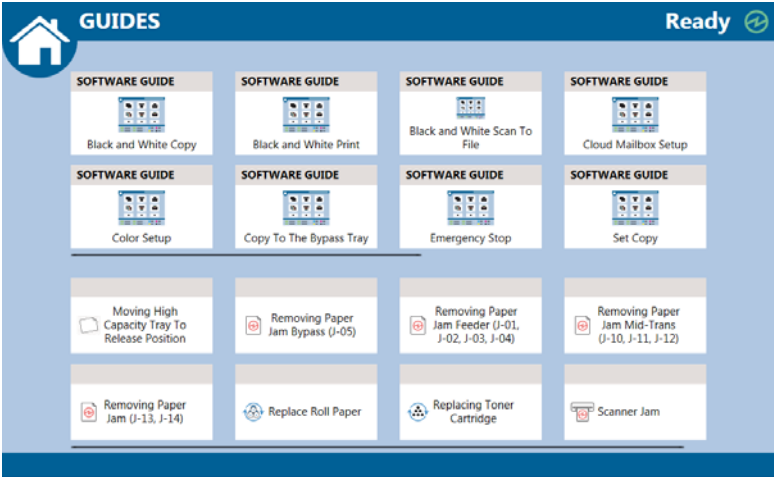 GUIDES
Ready
SOFTWARE GUIDE
Black and White Copy
SOFTWARE GUIDE
Black and White Print
SOFTWARE GUIDE
Black and White Scan To
File
SOFTWARE GUIDE
Cloud Mailbox Setup
SOFTWARE GUIDE
Color Setup
SOFTWARE GUIDE
Copy To The Bypass Tray
SOFTWARE GUIDE
Emergency Stop
SOFTWARE GUIDE
Set Copy
Moving High
Capacity Tray To
Release Position
Removing Paper
Jam Bypass (J-05)
Removing Paper
Jam Feeder (J-01,
J-02, J-03, J-04)
Removing Paper
Jam Mid-Trans
(J-10, J-11, J-12)
Removing Paper
Jam (J-13, J-14)
Replace Roll Paper
Replacing Toner
Cartridge
Scanner Jam